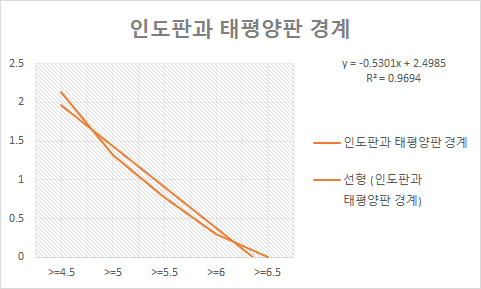 인도판과 태평양판 경계
y = -0.5301x + 2.4985
R² = 0.9694
2.5
2
1.5
1
0.5
0
>=4.5 >=5 >=5.5 >=6 >=6.5
인도판과 태평양판 경계
선형 (인도판과
태평양판 경계)